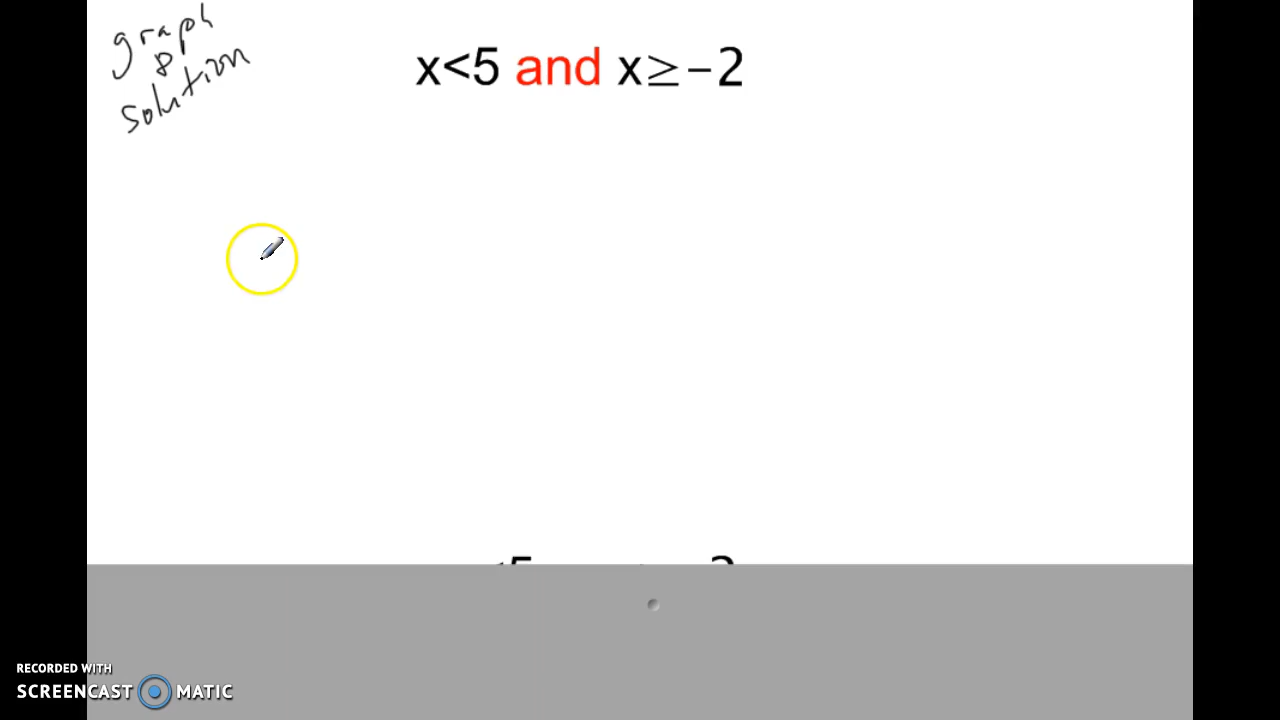 graph
&
solution
x<5 and x≥-2
RECORDED WITH
SCREENCAST MATIC